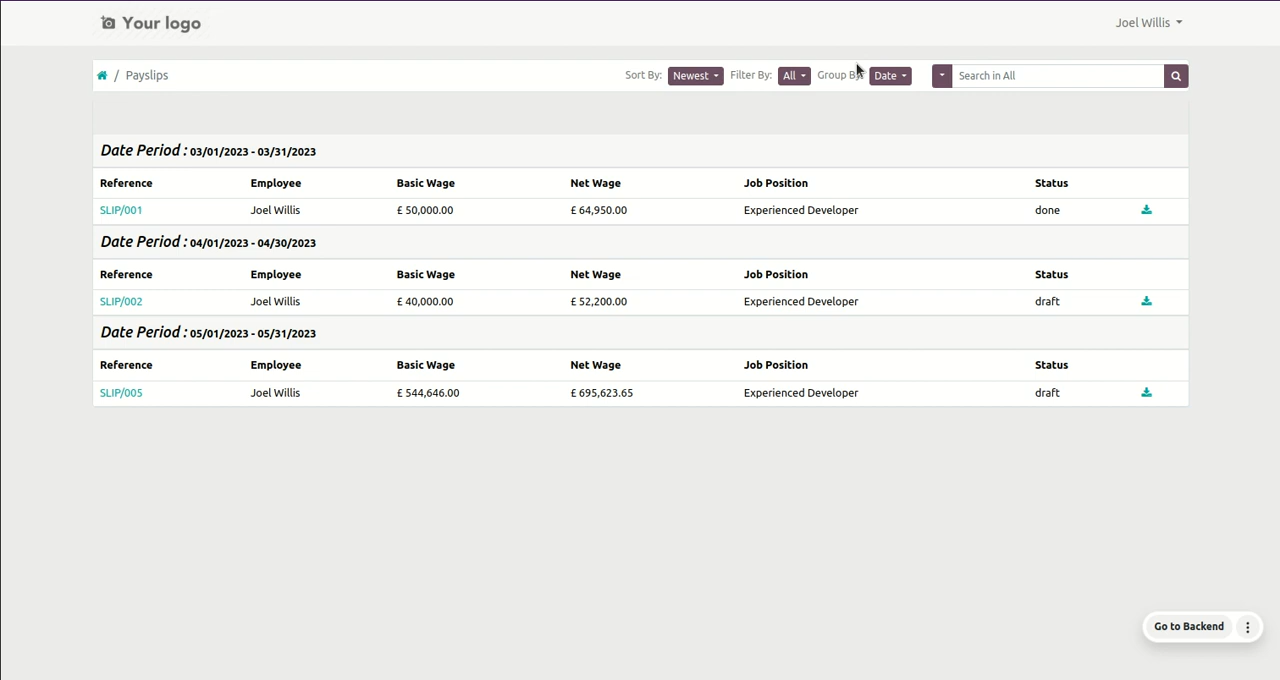 Your logo Joel Willis
/ Payslips Sort By: Newest Filter By: All Group By: Date Search in All
Date Period : 03/01/2023 - 03/31/2023
Reference Employee Basic Wage Net Wage Job Position Status
SLIP/001 Joel Willis £ 50,000.00 £ 64,950.00 Experienced Developer done
Date Period : 04/01/2023 - 04/30/2023
Reference Employee Basic Wage Net Wage Job Position Status
SLIP/002 Joel Willis £ 40,000.00 £ 52,200.00 Experienced Developer draft
Date Period : 05/01/2023 - 05/31/2023
Reference Employee Basic Wage Net Wage Job Position Status
SLIP/005 Joel Willis £ 544,646.00 £ 695,623.65 Experienced Developer draft
Go to Backend